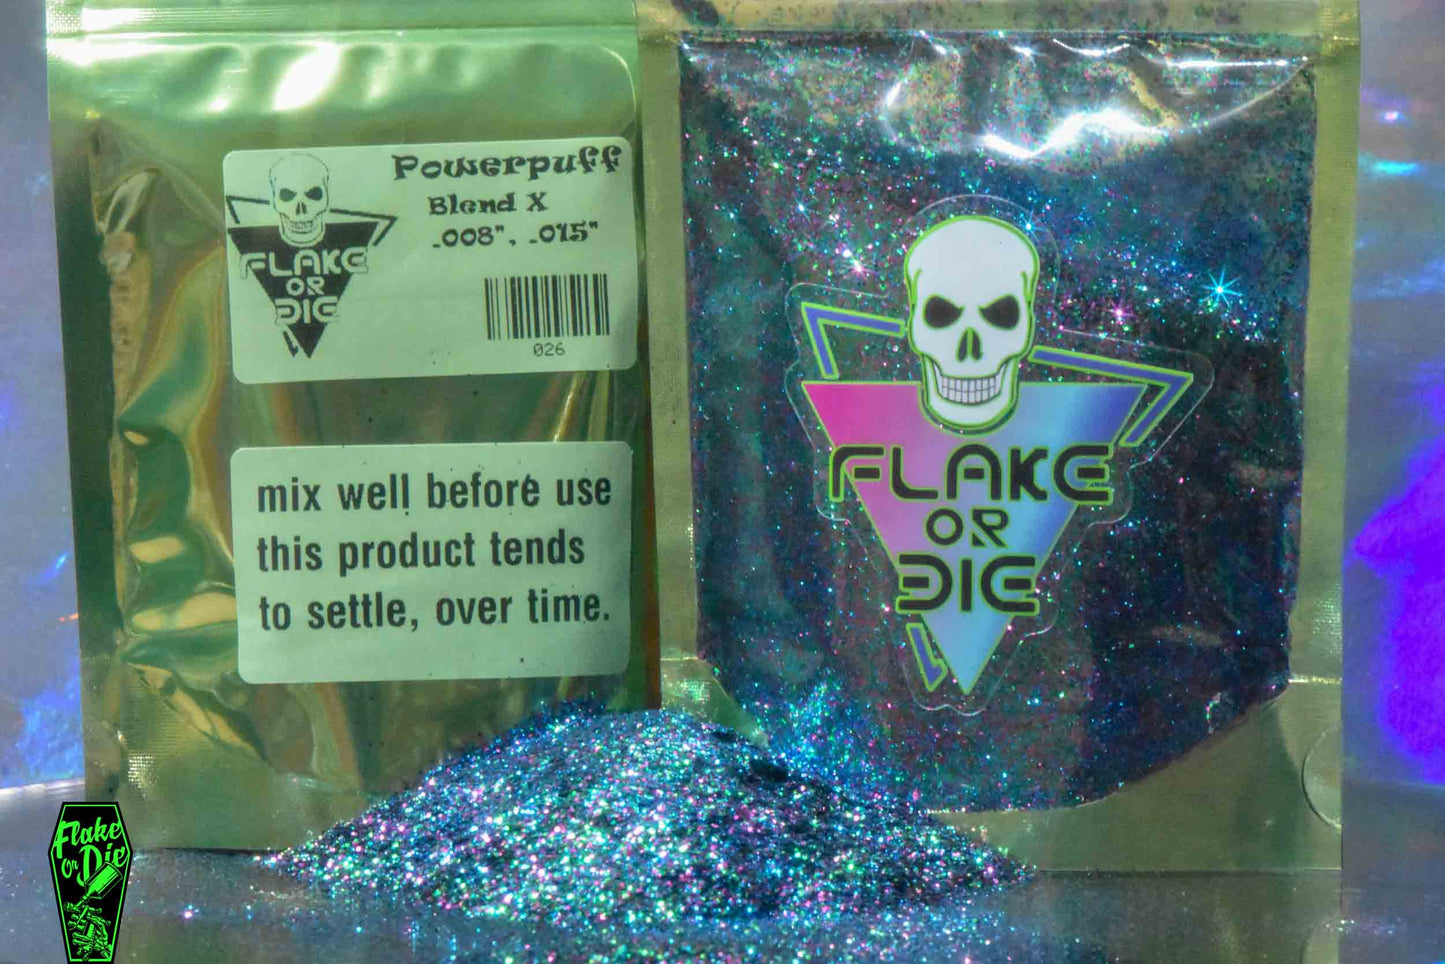 Powerpuff
Blend X
.008", .015"
FLAKE
OR
DIE
026
mix well before use
this product tends
to settle, over time.
FLAKE
OR
DIE
Flake
Or Die